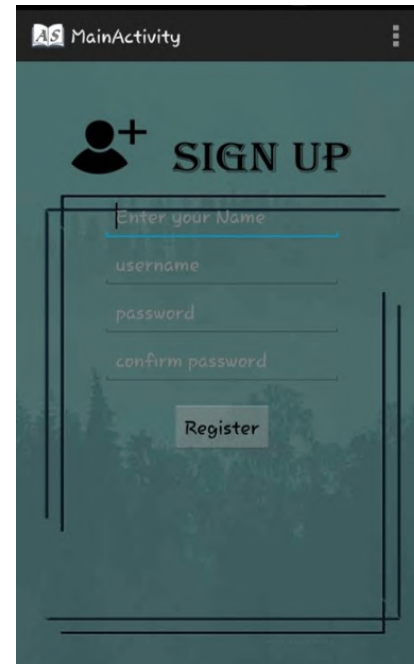 AS MainActivity
SIGN UP
Enter your Name
username
password
confirm password
Register